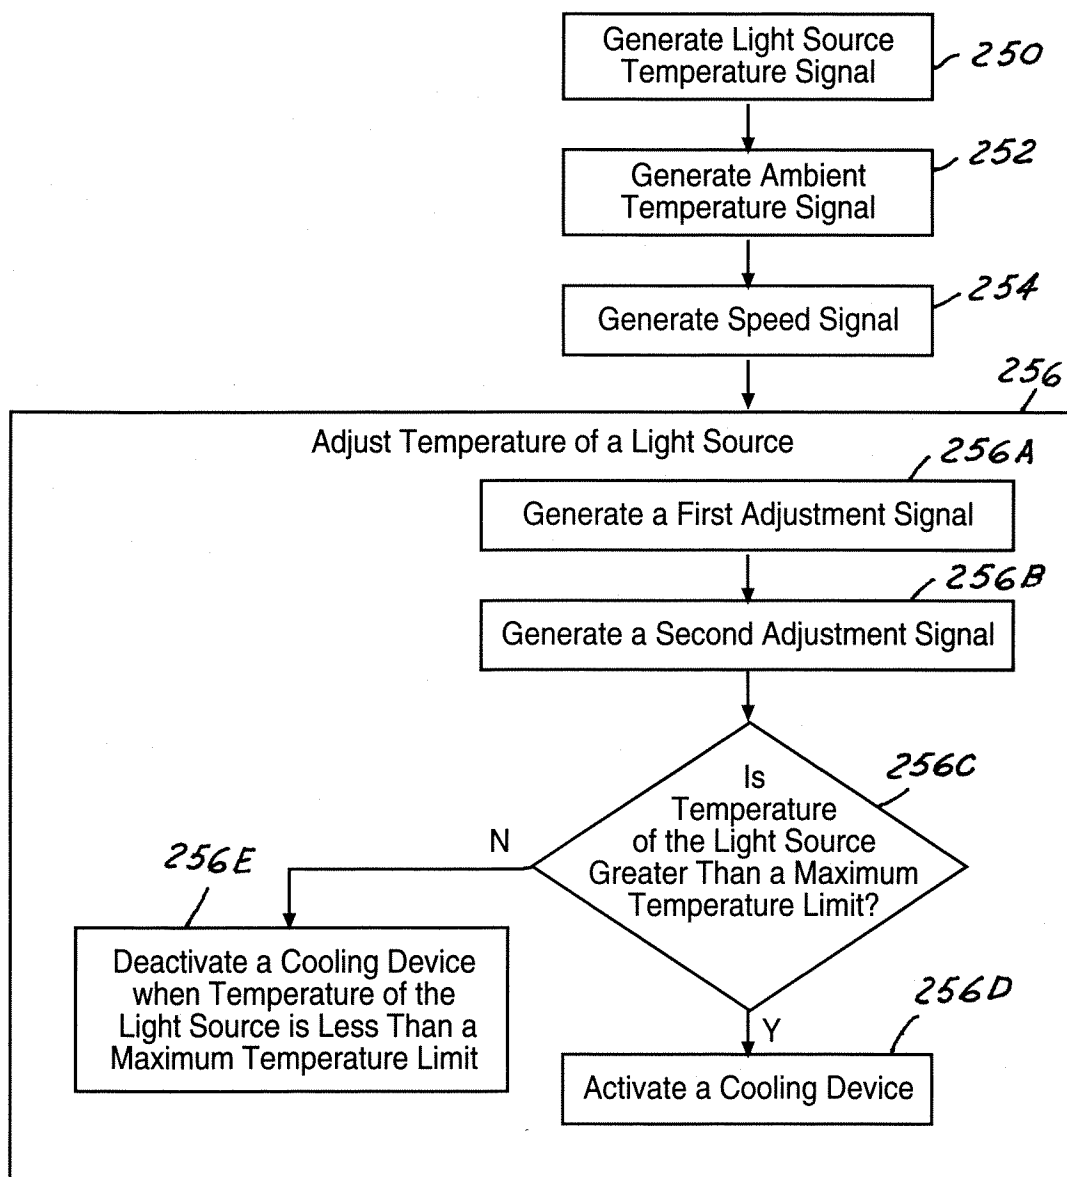 Generate Light Source
Temperature Signal
250
Generate Ambient
Temperature Signal
252
Generate Speed Signal
254
256
Adjust Temperature of a Light Source
256A
Generate a First Adjustment Signal
256B
Generate a Second Adjustment Signal
256C
Is
Temperature
of the Light Source
Greater Than a Maximum
Temperature Limit?
N
256E
Deactivate a Cooling Device
when Temperature of the
Light Source is Less Than a
Maximum Temperature Limit
Y
256D
Activate a Cooling Device